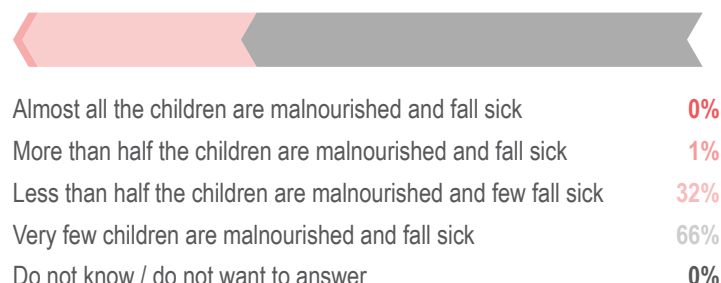 Almost all the children are malnourished and fall sick 0%
More than half the children are malnourished and fall sick 1%
Less than half the children are malnourished and few fall sick 32%
Very few children are malnourished and fall sick 66%
Do not know / do not want to answer 0%